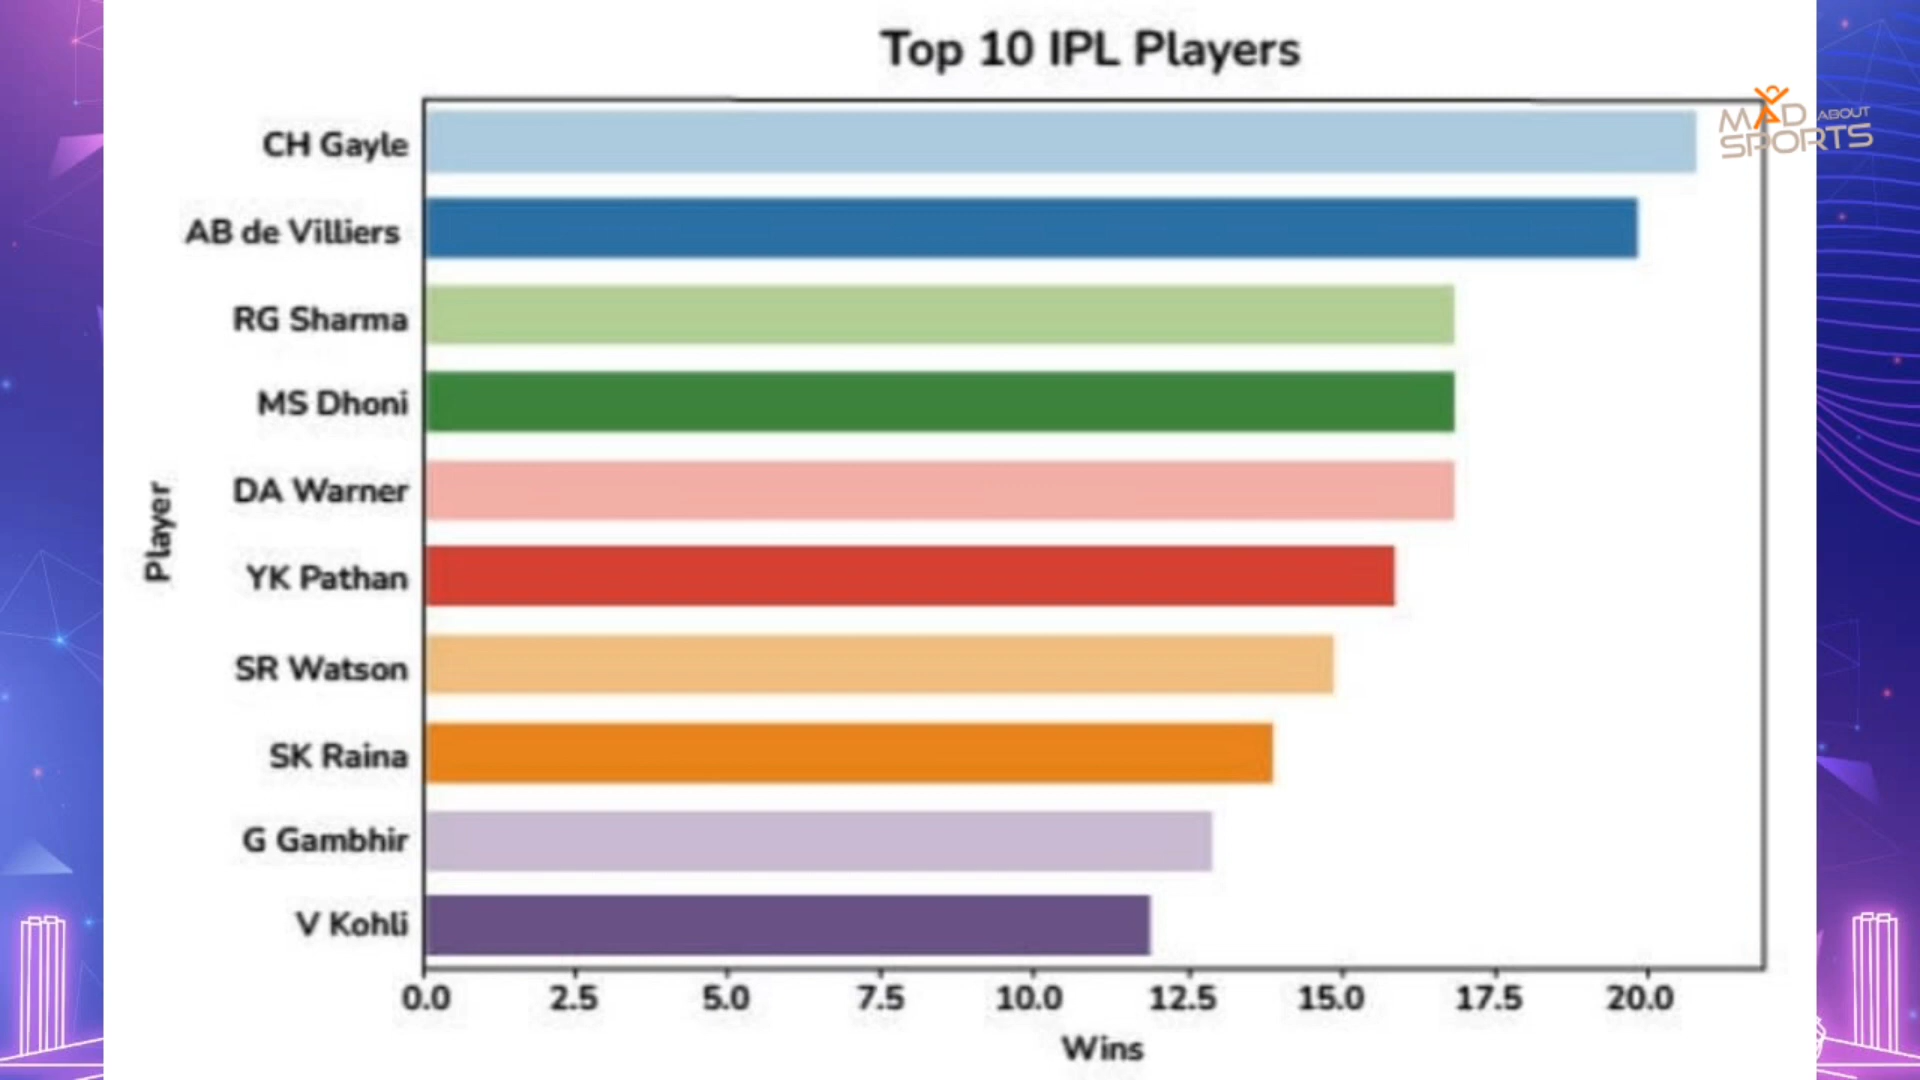 Top 10 IPL Players
MAD ABOUT
SPORTS
CH Gayle
AB de Villiers
RG Sharma
MS Dhoni
DA Warner
YK Pathan
SR Watson
SK Raina
G Gambhir
V Kohli
Player
0.0 2.5 5.0 7.5 10.0 12.5 15.0 17.5 20.0
Wins